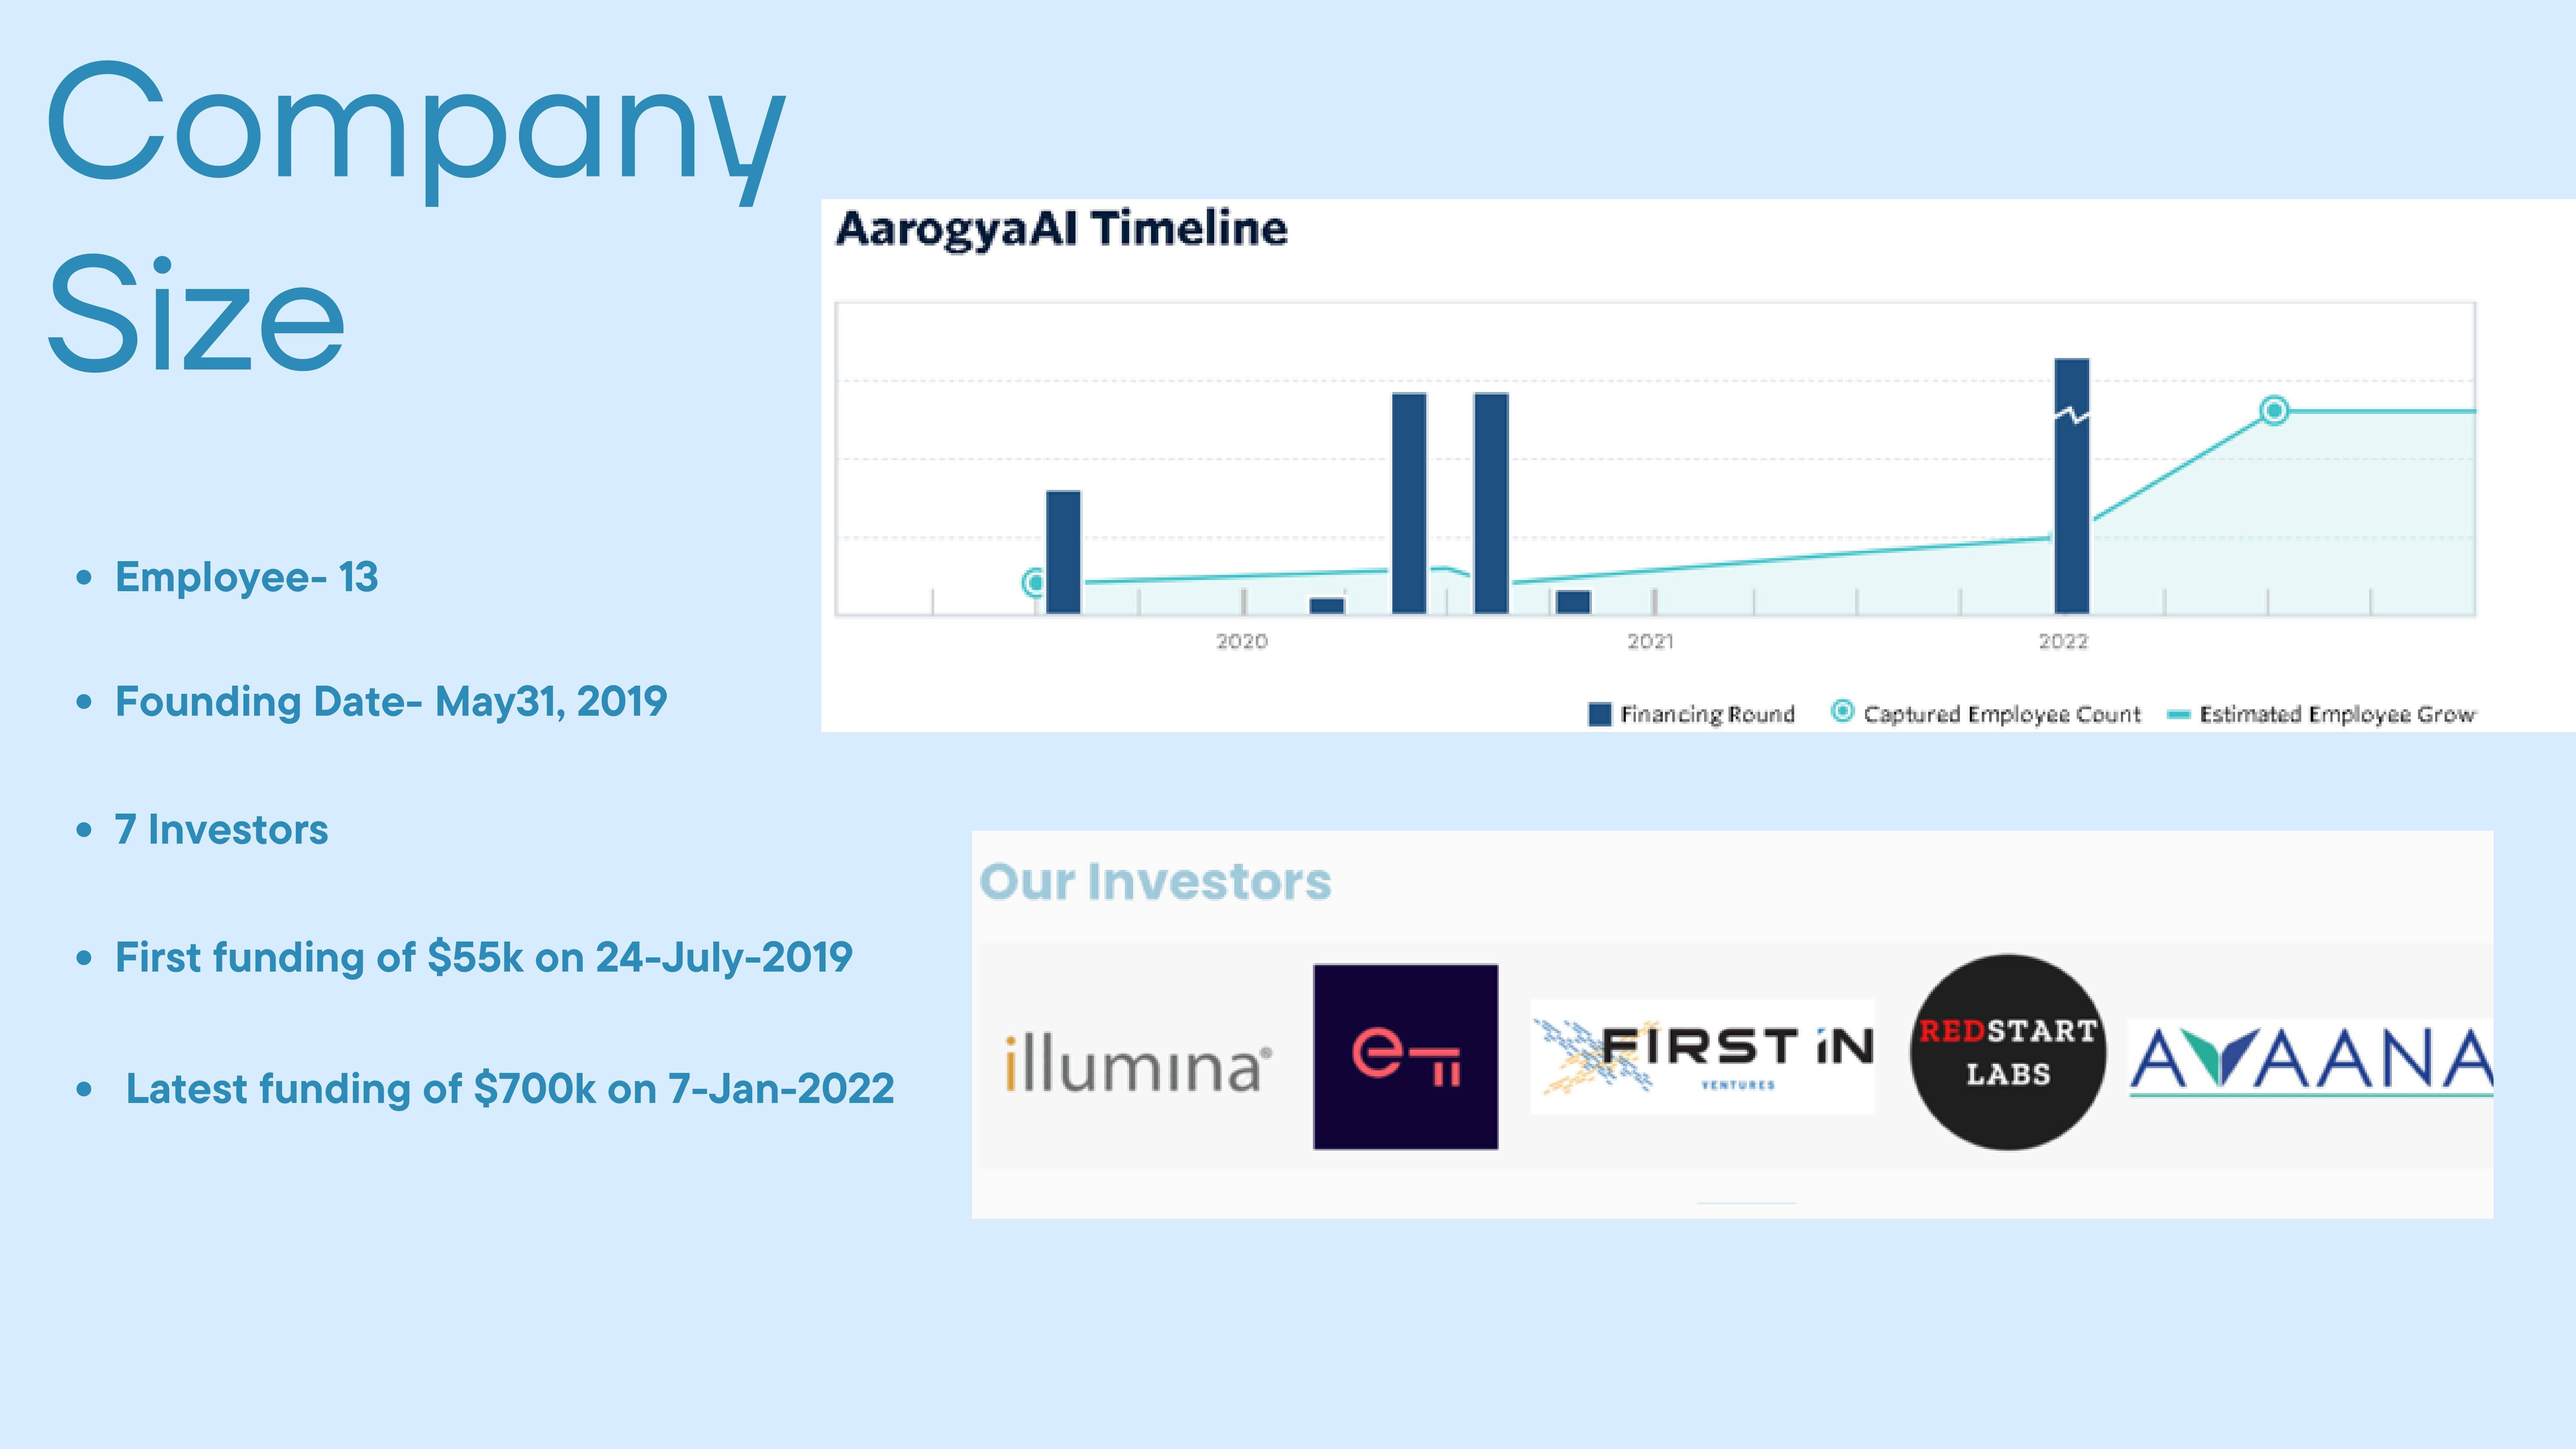 Company
Size
Employee- 13
Founding Date- May31, 2019
7 Investors
First funding of $55k on 24-July-2019
Latest funding of $700k on 7-Jan-2022
AarogyaAI Timeline
2020 2021 2022
Financing Round Captured Employee Count Estimated Employee Grow
Our Investors
illumina®
e
FIRST iN
VENTURES
REDSTART
LABS
AVAANA